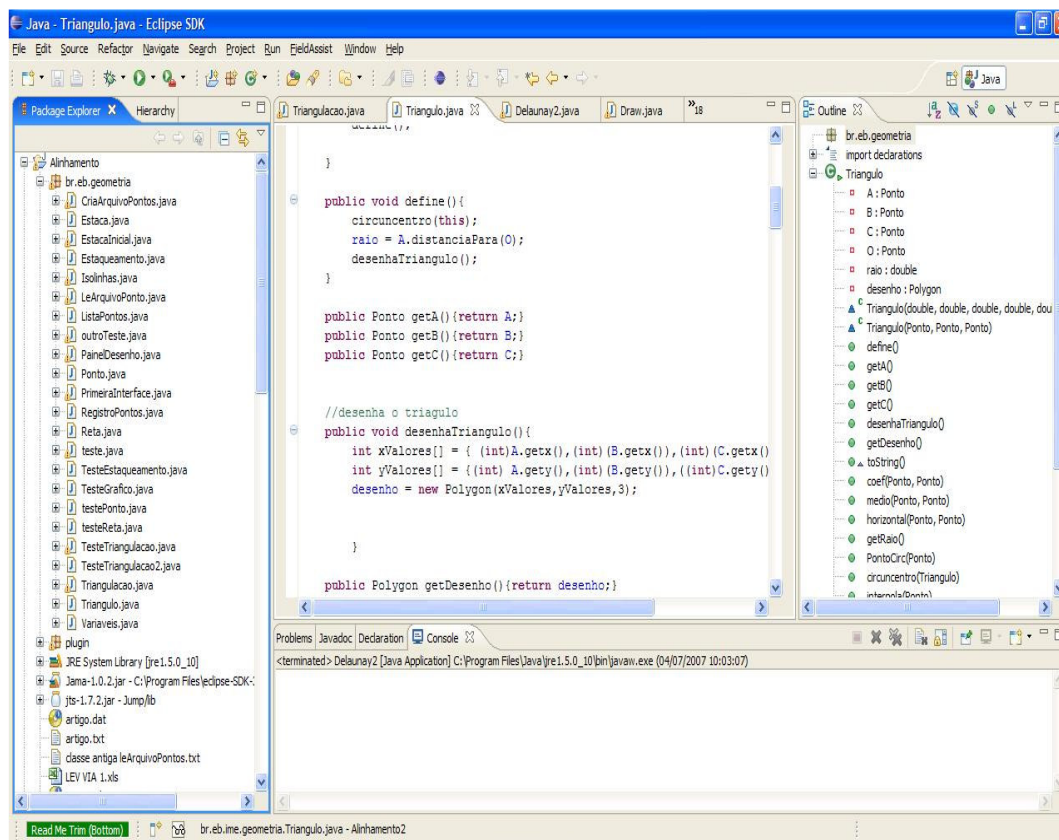 Java - Triangulo.java - Eclipse SDK
File Edit Source Refactor Navigate Search Project Run FieldAssist Window Help
Java
Package Explorer Hierarchy
Alinhamento
br.eb.geometria
CriaArquivoPontos.java
Estaca.java
EstacaInicial.java
Estaqueamento.java
Isolinhas.java
LeArquivoPonto.java
ListaPontos.java
outroTeste.java
PainelDesenho.java
Ponto.java
PrimeiraInterface.java
RegistroPontos.java
Reta.java
teste.java
TesteEstaqueamento.java
TesteGrafico.java
testePonto.java
testeReta.java
TesteTriangulacao.java
TesteTriangulacao2.java
Triangulacao.java
Triangulo.java
Variaveis.java
plugin
JRE System Library [jre1.5.0_10]
Jama-1.0.2.jar - C:\Program Files\eclipse-SDK-
jts-1.7.2.jar - Jump/lib
artigo.dat
artigo.txt
classe antiga leArquivoPontos.txt
LEV VIA 1.xls
Triangulacao.java Triangulo.java Delaunay2.java Draw.java »18
define();
}
public void define(){
circuncentro(this);
raio = A.distanciaPara(O);
desenhaTriangulo();
}
public Ponto getA(){return A;}
public Ponto getB(){return B;}
public Ponto getC(){return C;}
//desenha o triagulo
public void desenhaTriangulo(){
int xValores[] = { (int)A.getx(),(int)(B.getx()),(int)(C.getx()
int yValores[] = {(int) A.gety(),(int)(B.gety()),((int)C.gety()
desenho = new Polygon(xValores,yValores,3);
}
public Polygon getDesenho(){return desenho;}
Outline
br.eb.geometria
import declarations
Triangulo
A : Ponto
B : Ponto
C : Ponto
O : Ponto
raio : double
desenho : Polygon
Triangulo(double, double, double, double, dou
Triangulo(Ponto, Ponto, Ponto)
define()
getA()
getB()
getC()
desenhaTriangulo()
getDesenho()
toString()
coef(Ponto, Ponto)
medio(Ponto, Ponto)
horizontal(Ponto, Ponto)
getRaio()
PontoCirc(Ponto)
circuncentro(Triangulo)
interpola(Ponto)
Problems Javadoc Declaration Console
<terminated> Delaunay2 [Java Application] C:\Program Files\Java\jre1.5.0_10\bin\javaw.exe (04/07/2007 10:03:07)
Read Me Trim (Bottom) br.eb.ime.geometria.Triangulo.java - Alinhamento2